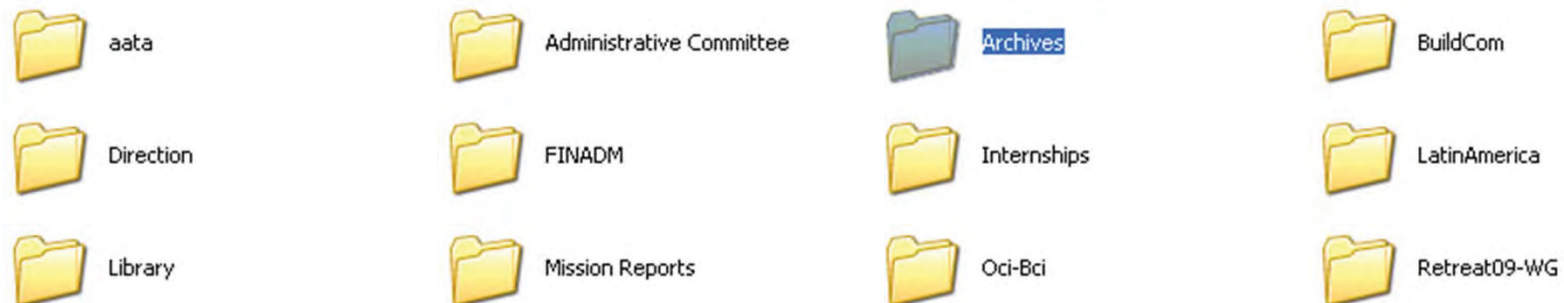 aata Administrative Committee Archives BuildCom
Direction FINADM Internships LatinAmerica
Library Mission Reports Oci-Bci Retreat09-WG